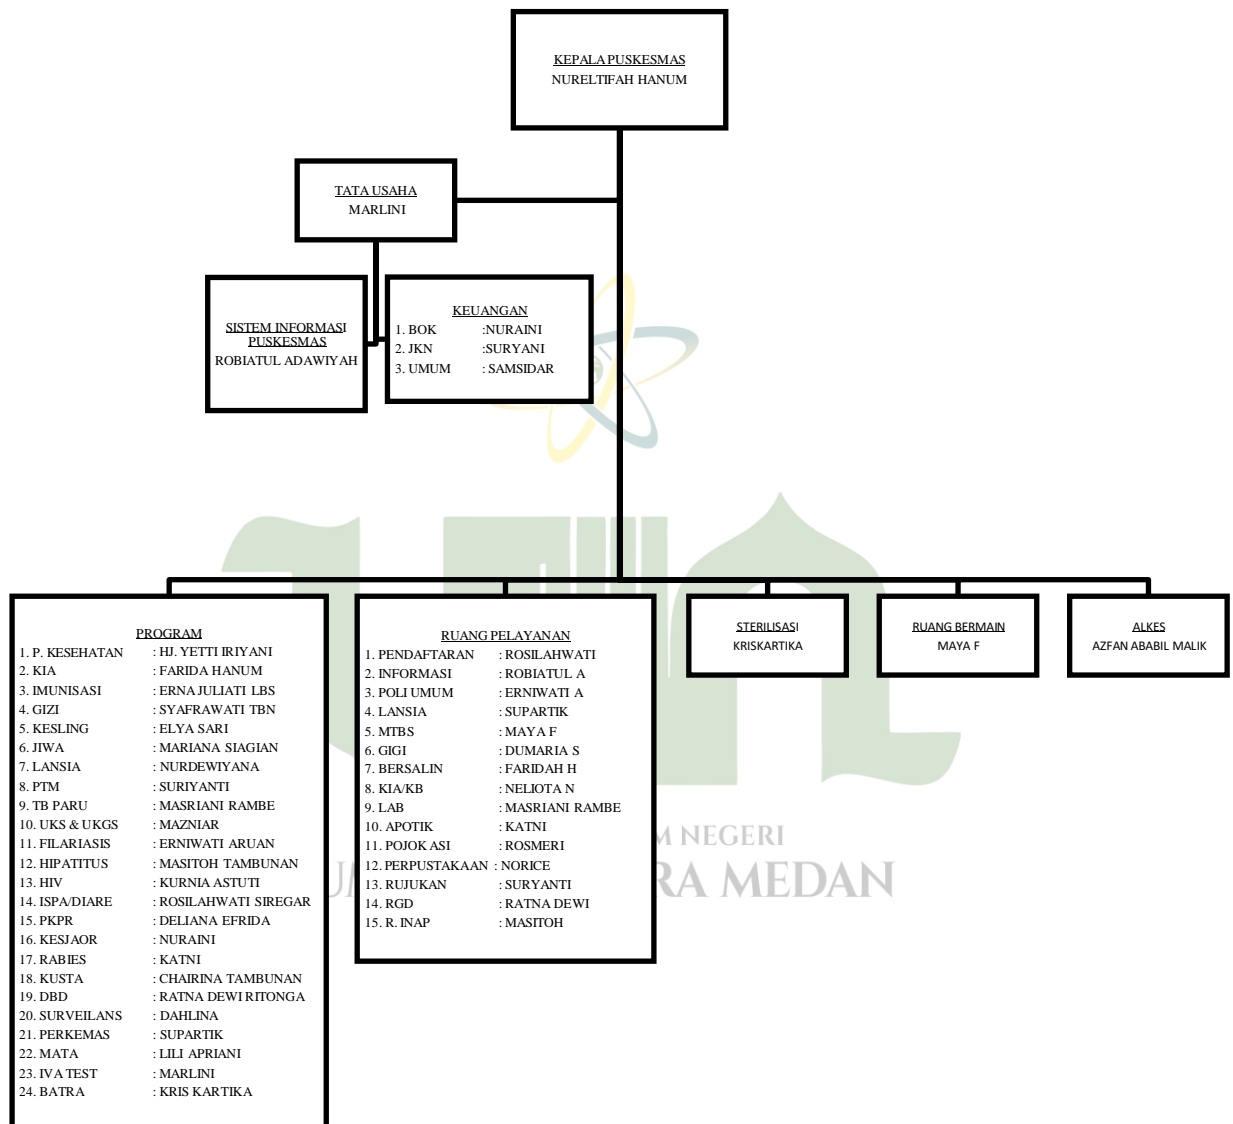 KEPALA PUSKESMAS
NURELTIFAH HANUM
TATA USAHA
MARLINI
SISTEM INFORMASI
PUSKESMAS
ROBIATUL ADAWIYAH
KEUANGAN
1. BOK :NURAINI
2. JKN :SURYANI
3. UMUM : SAMSIDAR
PROGRAM
1. P. KESEHATAN : HJ. YETTI IRIYANI
2. KIA : FARIDA HANUM
3. IMUNISASI : ERNA JULIATI LBS
4. GIZI : SYAFRAWATI TBN
5. KESLING : ELYA SARI
6. JIWA : MARIANA SIAGIAN
7. LANSIA : NURDEWIYANA
8. PTM : SURIYANTI
9. TB PARU : MASRIANI RAMBE
10. UKS & UKGS : MAZNIAR
11. FILARIASIS : ERNIWATI ARUAN
12. HIPATITUS : MASITOH TAMBUNAN
13. HIV : KURNIA ASTUTI
14. ISPA/DIARE : ROSILAHWATI SIREGAR
15. PKPR : DELIANA EFRIDA
16. KESJAOR : NURAINI
17. RABIES : KATNI
18. KUSTA : CHAIRINA TAMBUNAN
19. DBD : RATNA DEWI RITONGA
20. SURVEILANS : DAHLINA
21. PERKEMAS : SUPARTIK
22. MATA : LILI APRIANI
23. IVA TEST : MARLINI
24. BATRA : KRIS KARTIKA
RUANG PELAYANAN
1. PENDAFTARAN : ROSILAHWATI
2. INFORMASI : ROBIATUL A
3. POLI UMUM : ERNIWATI A
4. LANSIA : SUPARTIK
5. MTBS : MAYA F
6. GIGI : DUMARIA S
7. BERSALIN : FARIDAH H
8. KIA/KB : NELIOTA N
9. LAB : MASRIANI RAMBE
10. APOTIK : KATNI
11. POJOK ASI : ROSMERI
12. PERPUSTAKAAN : NORICE
13. RUJUKAN : SURYANTI
14. RGD : RATNA DEWI
15. R. INAP : MASITOH
STERILISASI
KRISKARTIKA
RUANG BERMAIN
MAYA F
ALKES
AZFAN ABABIL MALIK
NEGERI
MEDAN